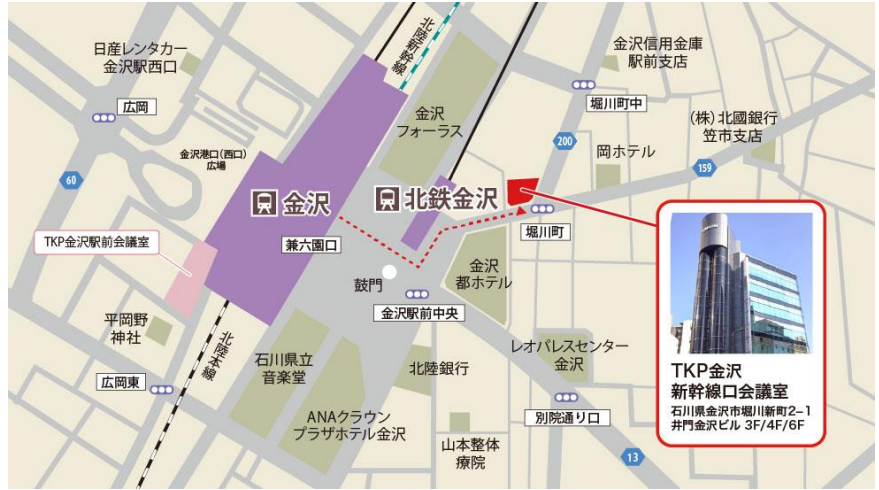 日産レンタカー
金沢駅西口
広岡
60
金沢港口(西口)
広場
北陸新幹線
金沢
フォーラス
金沢信用金庫
駅前支店
堀川町中
200
岡ホテル
(株)北國銀行
笠市支店
159
金沢
北鉄金沢
堀川町
TKP金沢駅前会議室
兼六園口
鼓門
金沢
都ホテル
金沢駅前中央
平岡野
神社
北陸本線
広岡東
石川県立
音楽堂
北陸銀行
レオパレスセンター
金沢
ANAクラウン
プラザホテル金沢
山本整体
療院
別院通り口
13
TKP金沢
新幹線口会議室
石川県金沢市堀川新町2-1
井門金沢ビル 3F/4F/6F